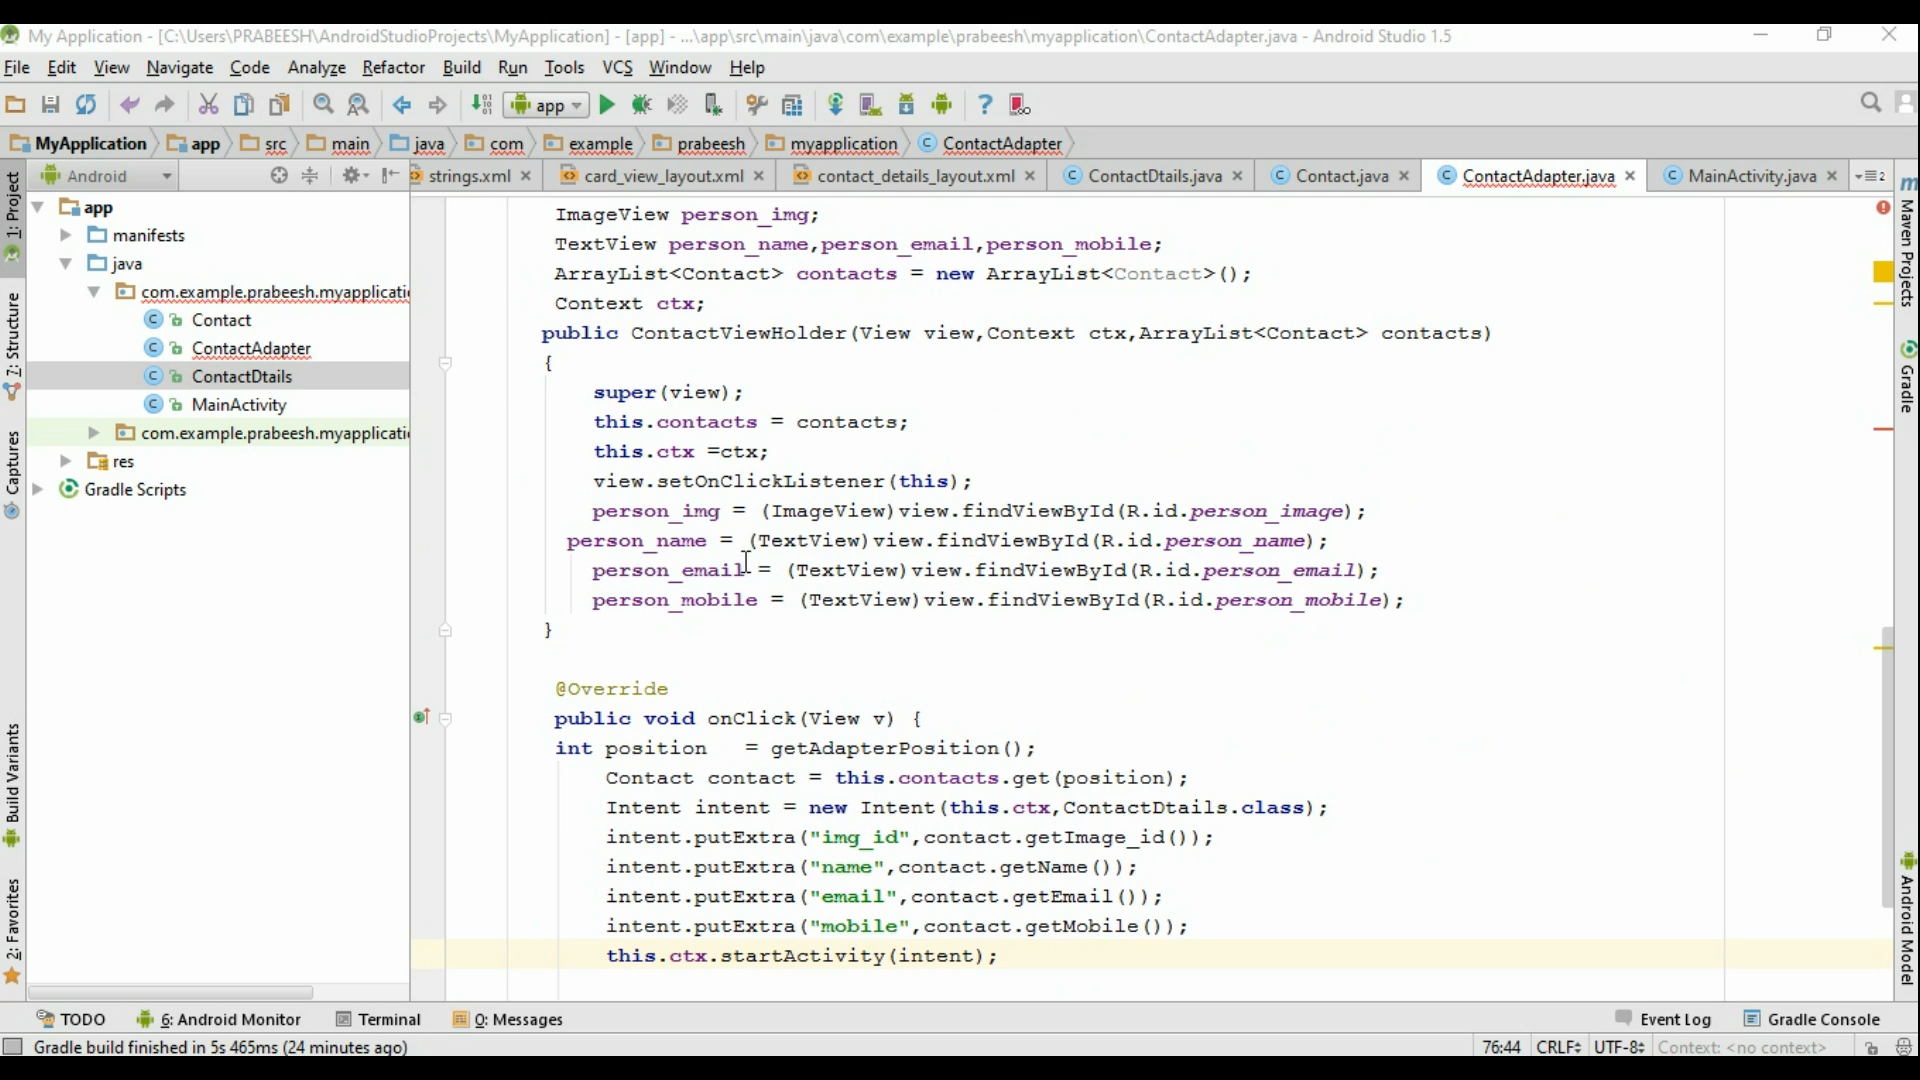 My Application - [C:\Users\PRABEESH\AndroidStudioProjects\MyApplication] - [app] - ...\app\src\main\java\com\example\prabeesh\myapplication\ContactAdapter.java - Android Studio 1.5
File Edit View Navigate Code Analyze Refactor Build Run Tools VCS Window Help
app
MyApplication app src main java com example prabeesh myapplication ContactAdapter
Android strings.xml card_view_layout.xml contact_details_layout.xml ContactDtails.java Contact.java ContactAdapter.java MainActivity.java 2
1: Project
7: Structure
Captures
Build Variants
2: Favorites
app
manifests
java
com.example.prabeesh.myapplicati
Contact
ContactAdapter
ContactDtails
MainActivity
com.example.prabeesh.myapplicati
res
Gradle Scripts
ImageView person_img;
TextView person_name,person_email,person_mobile;
ArrayList<Contact> contacts = new ArrayList<Contact>();
Context ctx;
public ContactViewHolder(View view,Context ctx,ArrayList<Contact> contacts)
{
super(view);
this.contacts = contacts;
this.ctx =ctx;
view.setOnClickListener(this);
person_img = (ImageView)view.findViewById(R.id.person_image);
person_name = (TextView)view.findViewById(R.id.person_name);
person_email = (TextView)view.findViewById(R.id.person_email);
person_mobile = (TextView)view.findViewById(R.id.person_mobile);
}
@Override
public void onClick(View v) {
int position   = getAdapterPosition();
Contact contact = this.contacts.get(position);
Intent intent = new Intent(this.ctx,ContactDtails.class);
intent.putExtra("img_id",contact.getImage_id());
intent.putExtra("name",contact.getName());
intent.putExtra("email",contact.getEmail());
intent.putExtra("mobile",contact.getMobile());
this.ctx.startActivity(intent);
m
Maven Projects
Gradle
Android Model
TODO 6: Android Monitor Terminal 0: Messages Event Log Gradle Console
Gradle build finished in 5s 465ms (24 minutes ago) 76:44 CRLF UTF-8 Context: <no context>